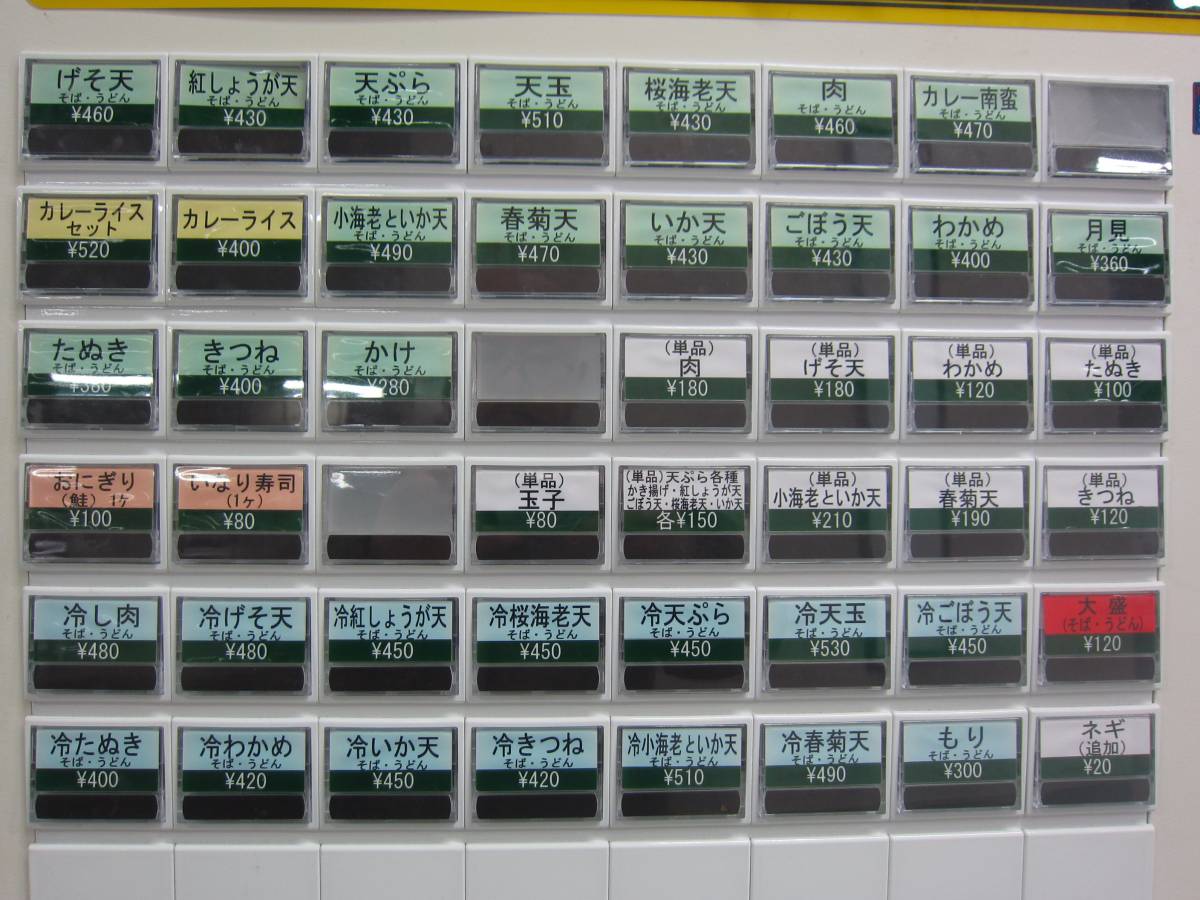 げそ天
そば・うどん
¥460
紅しょうが天
そば・うどん
¥430
天ぷら
そば・うどん
¥430
天玉
そば・うどん
¥510
桜海老天
そば・うどん
¥430
肉
そば・うどん
¥460
カレー南蛮
そば・うどん
¥470
カレーライス
セット
¥520
カレーライス
¥400
小海老といか天
そば・うどん
¥490
春菊天
そば・うどん
¥470
いか天
そば・うどん
¥430
ごぼう天
そば・うどん
¥430
わかめ
そば・うどん
¥400
月見
そば・うどん
¥360
たぬき
そば・うどん
¥380
きつね
そば・うどん
¥400
かけ
そば・うどん
¥280
(単品)
肉
¥180
(単品)
げそ天
¥180
(単品)
わかめ
¥120
(単品)
たぬき
¥100
おにぎり
(鮭) 1ヶ
¥100
いなり寿司
(1ヶ)
¥80
(単品)
玉子
¥80
(単品)天ぷら各種
かき揚げ・紅しょうが天
ごぼう天・桜海老天・いか天
各¥150
(単品)
小海老といか天
¥210
(単品)
春菊天
¥190
(単品)
きつね
¥120
冷し肉
そば・うどん
¥480
冷げそ天
そば・うどん
¥480
冷紅しょうが天
そば・うどん
¥450
冷桜海老天
そば・うどん
¥450
冷天ぷら
そば・うどん
¥450
冷天玉
そば・うどん
¥530
冷ごぼう天
そば・うどん
¥450
大盛
(そば・うどん)
¥120
冷たぬき
そば・うどん
¥400
冷わかめ
そば・うどん
¥420
冷いか天
そば・うどん
¥450
冷きつね
そば・うどん
¥420
冷小海老といか天
そば・うどん
¥510
冷春菊天
そば・うどん
¥490
もり
そば・うどん
¥300
ネギ
(追加)
¥20